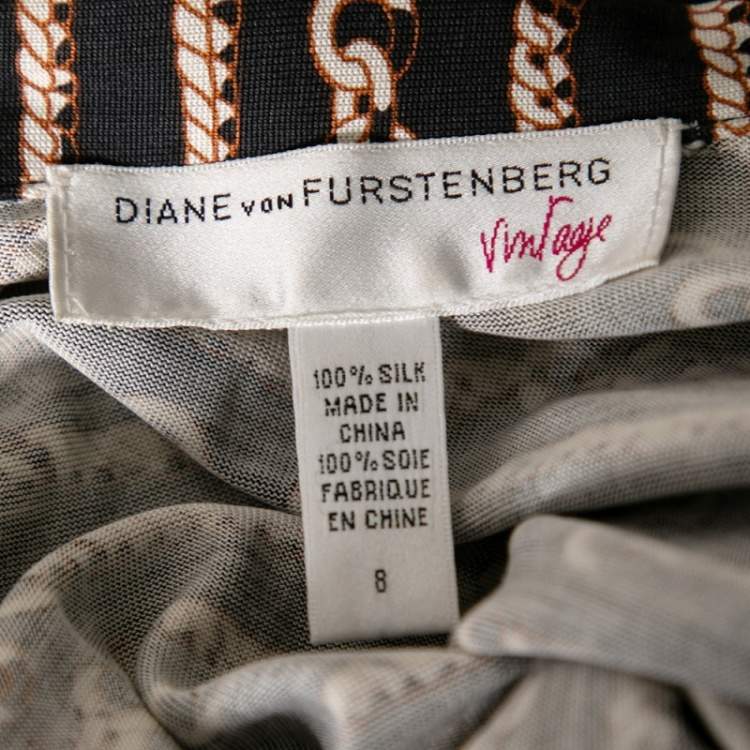 DIANE von FURSTENBERG
vintage
100% SILK
MADE IN
CHINA
100% SOIE
FABRIQUE
EN CHINE
8